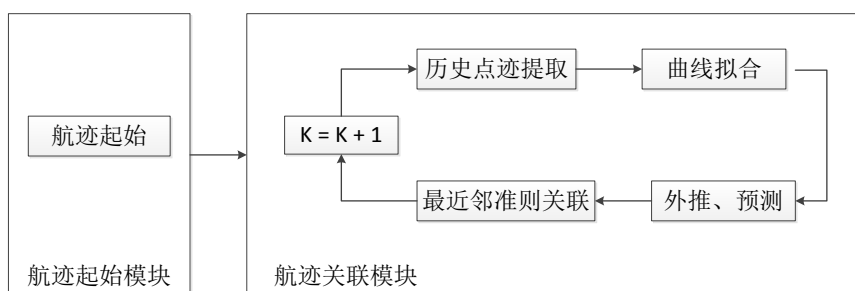 历史点迹提取
曲线拟合
航迹起始
K = K + 1
最近邻准则关联
外推、预测
航迹起始模块
航迹关联模块